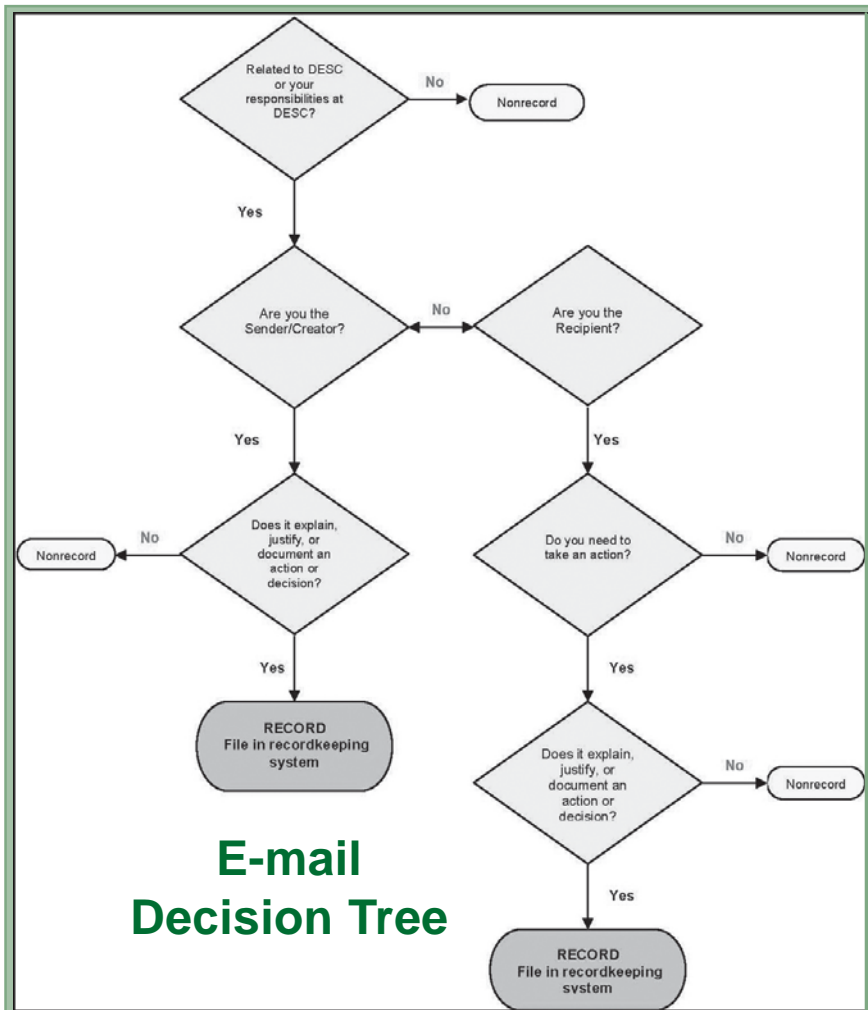 Related to DESC
or your
responsibilities at
DESC?
No
Nonrecord
Yes
Are you the
Sender/Creator?
No
Are you the
Recipient?
Yes
Yes
Does it explain,
justify, or
document an
action or
decision?
No
Nonrecord
Do you need to
take an action?
No
Nonrecord
Yes
Yes
RECORD
File in recordkeeping
system
Does it explain,
justify, or
document an
action or
decision?
No
Nonrecord
Yes
RECORD
File in recordkeeping
system
E-mail
Decision Tree